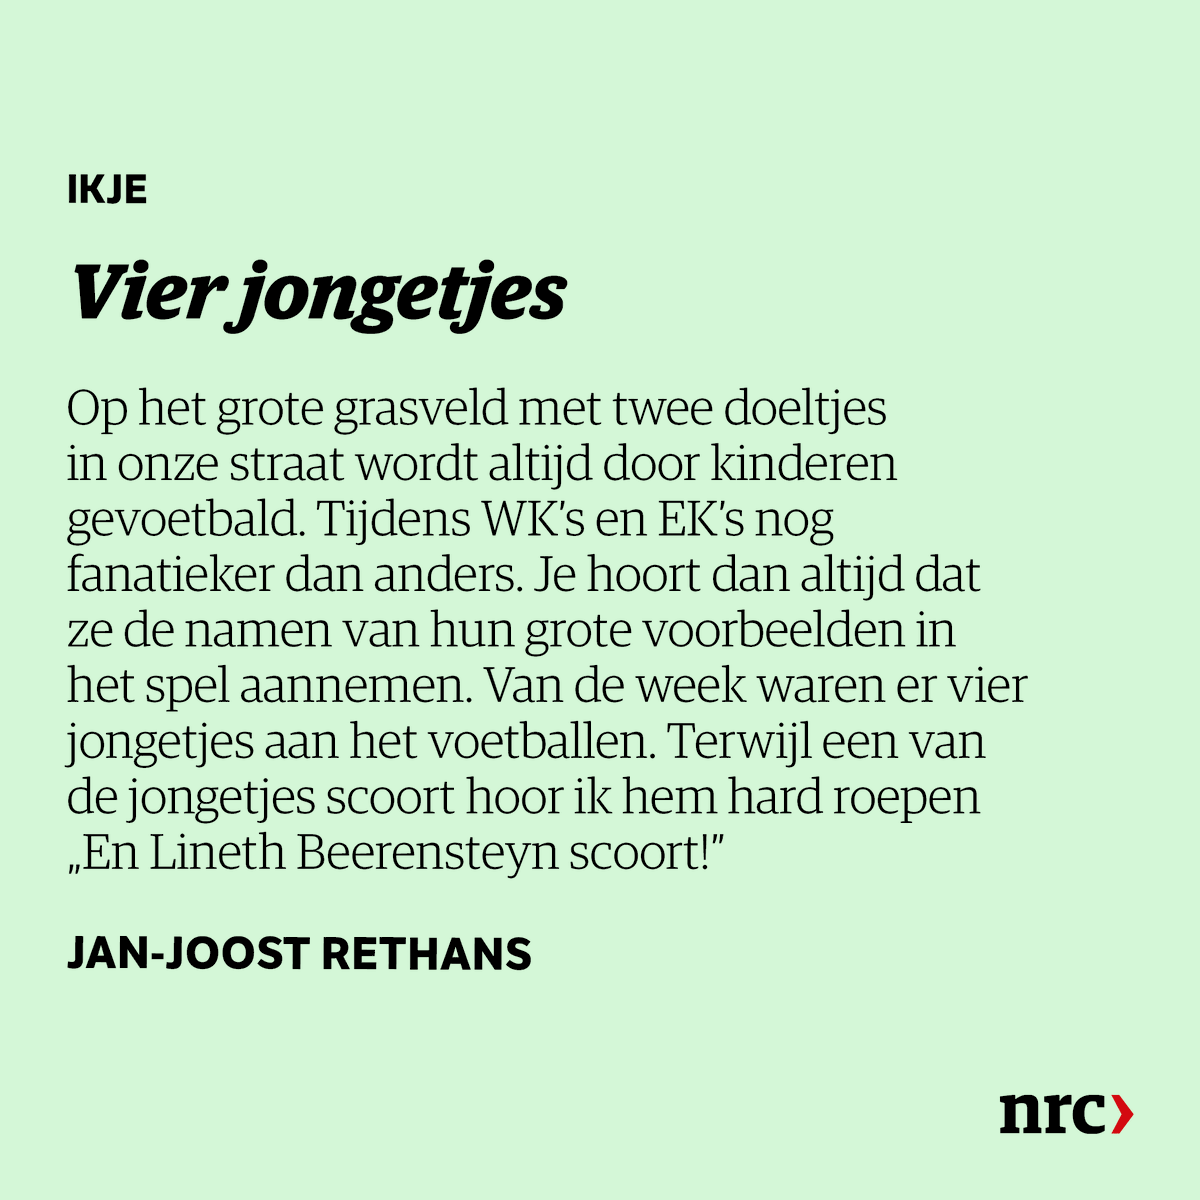 IKJE
Vier jongetjes
Op het grote grasveld met twee doeltjes
in onze straat wordt altijd door kinderen
gevoetbald. Tijdens WK’s en EK’s nog
fanatieker dan anders. Je hoort dan altijd dat
ze de namen van hun grote voorbeelden in
het spel aannemen. Van de week waren er vier
jongetjes aan het voetballen. Terwijl een van
de jongetjes scoort hoor ik hem hard roepen
„En Lineth Beerensteyn scoort!”
JAN-JOOST RETHANS
nrc›